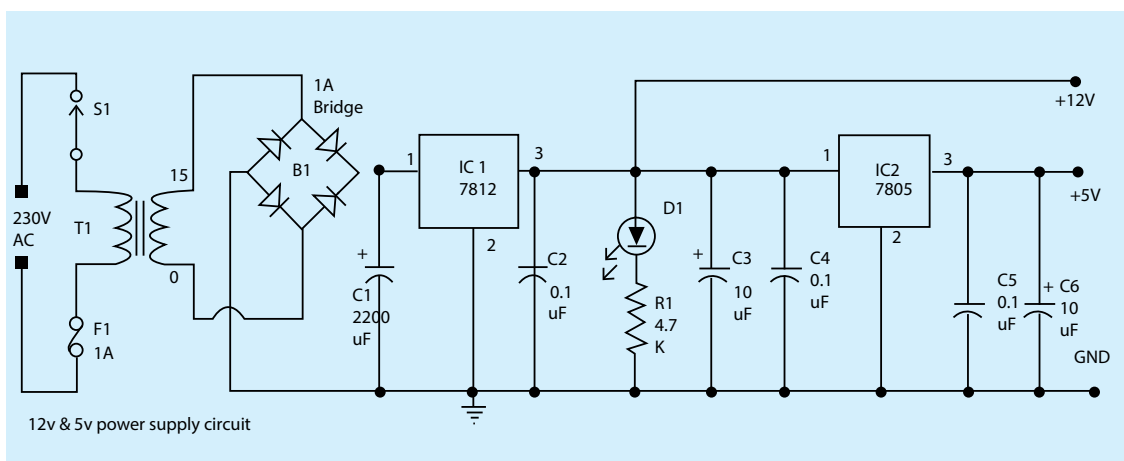 S1
230V
AC
T1
F1
1A
15
0
1A
Bridge
B1
+
C1
2200
uF
1
IC 1
7812
3
2
C2
0.1
uF
D1
R1
4.7
K
+
C3
10
uF
C4
0.1
uF
1
IC2
7805
3
2
+12V
+5V
C5
0.1
uF
+
C6
10
uF
GND
12v & 5v power supply circuit